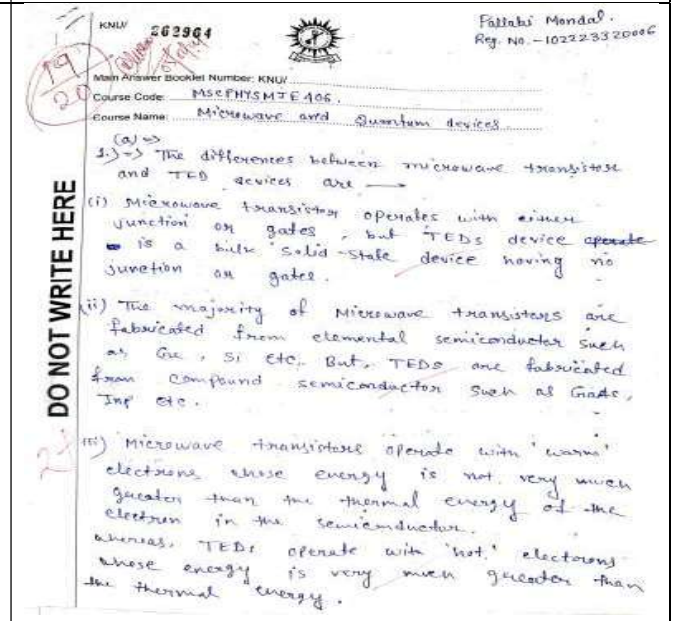 KNU/ 262964
Pallabi Mondal.
Reg. No. - 102223320006
19/20
Main Answer Booklet Number: KNU/
Course Code: MSCPHYSMJE406.
Course Name: Microwave and Quantum devices
(a) ⇒
1.) → The differences between microwave transistor
and TED devices are →
(i) Microwave transistor operates with either
junction or gates, but TEDs device operate
is a bulk solid-state device having no
junction or gates.
(ii) The majority of Microwave transistors are
fabricated from elemental semiconductor such
as Ge, Si etc. But, TEDs are fabricated
from compound semiconductor such as GaAs,
Inp etc.
(iii) Microwave transistors operate with 'warm'
electrons whose energy is not very much
greater than the thermal energy of the
electron in the semiconductor.
whereas, TEDs operate with 'hot' electrons
whose energy is very much greater than
the thermal energy.
DO NOT WRITE HERE